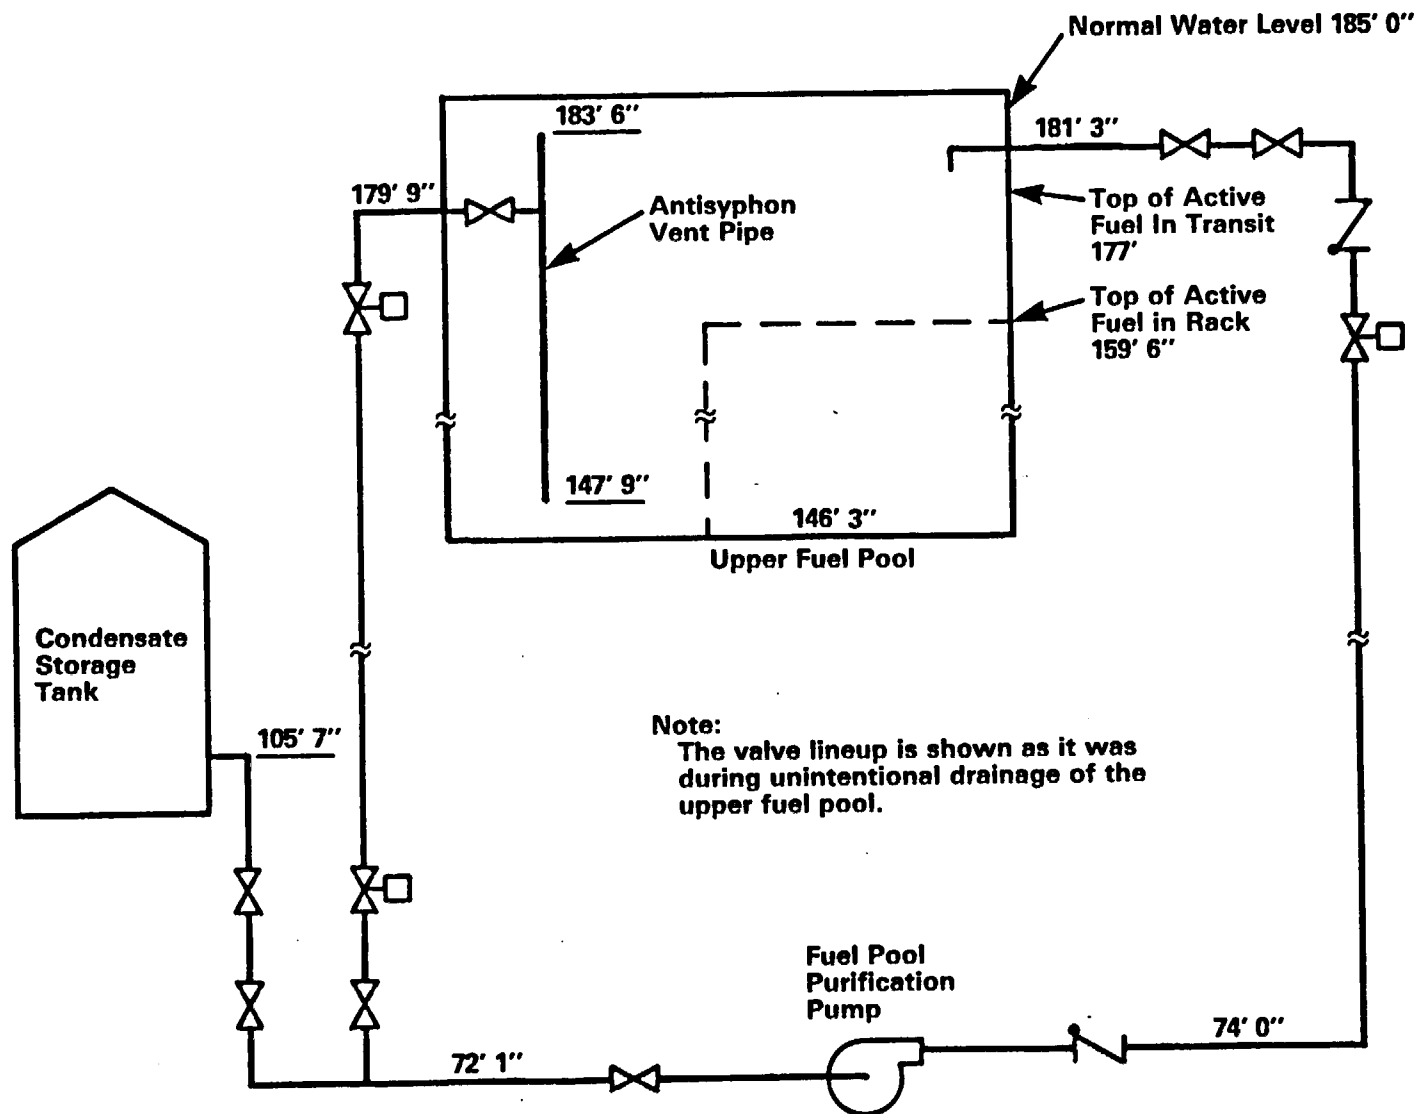 Normal Water Level 185' 0"
183' 6"
181' 3"
179' 9"
Antisyphon
Vent Pipe
Top of Active
Fuel In Transit
177'
Top of Active
Fuel in Rack
159' 6"
147' 9"
146' 3"
Upper Fuel Pool
Condensate
Storage
Tank
105' 7"
Note:
The valve lineup is shown as it was
during unintentional drainage of the
upper fuel pool.
Fuel Pool
Purification
Pump
74' 0"
72' 1"